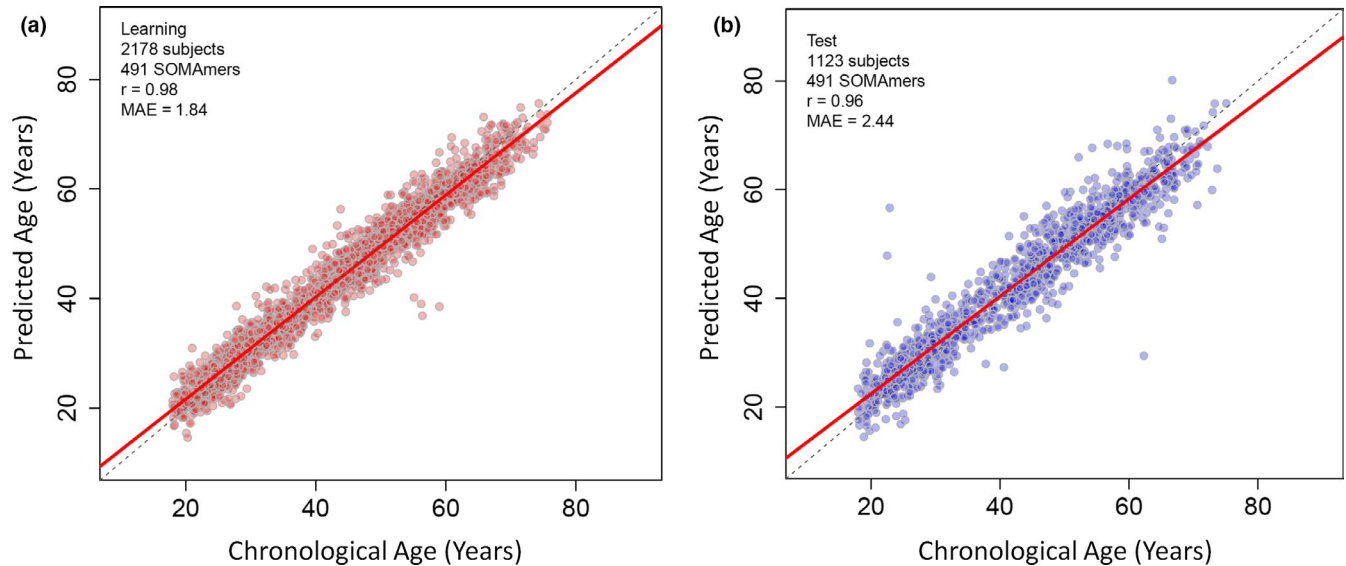 (a)
Learning
2178 subjects
491 SOMAmers
r = 0.98
MAE = 1.84
Predicted Age (Years)
80
60
40
20
20 40 60 80
Chronological Age (Years)
(b)
Test
1123 subjects
491 SOMAmers
r = 0.96
MAE = 2.44
Predicted Age (Years)
80
60
40
20
20 40 60 80
Chronological Age (Years)